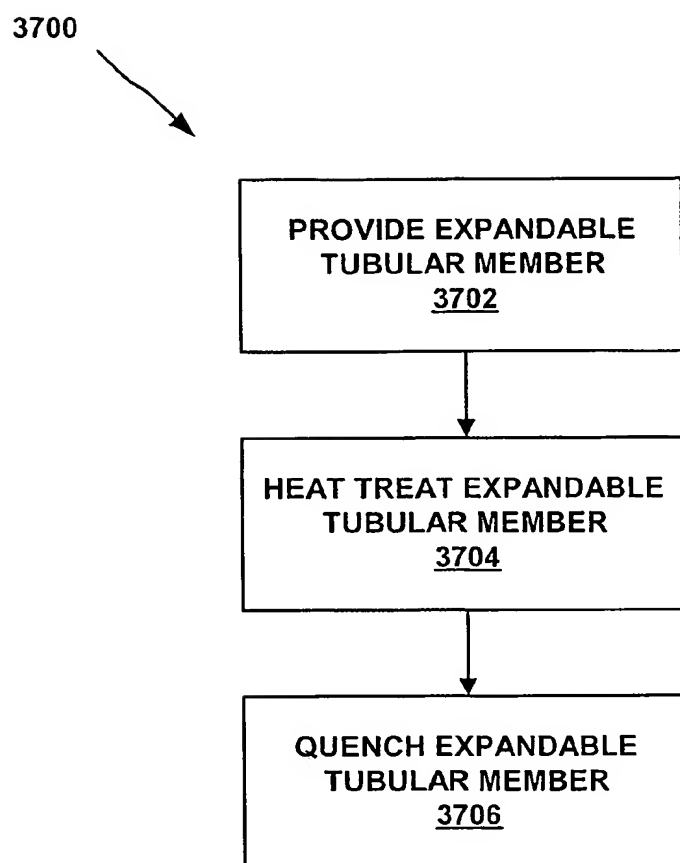 3700
PROVIDE EXPANDABLE
TUBULAR MEMBER
3702
HEAT TREAT EXPANDABLE
TUBULAR MEMBER
3704
QUENCH EXPANDABLE
TUBULAR MEMBER
3706